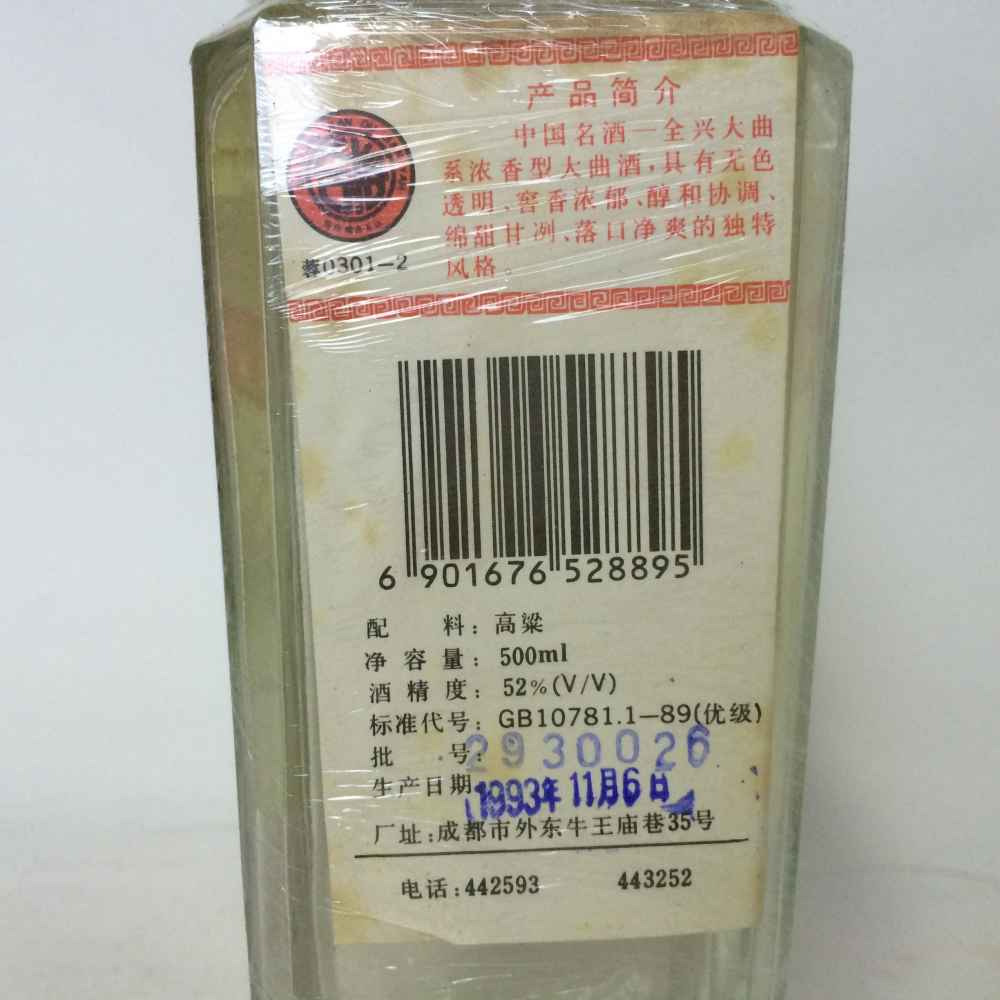 产品简介
中国名酒—全兴大曲
系浓香型大曲酒，具有无色
透明、窖香浓郁、醇和协调、
绵甜甘冽、落口净爽的独特
风格。
蓉0301—2
6 901676 528895
配 料：高粱
净容量：500ml
酒精度：52%(V/V)
标准代号：GB10781.1—89(优级)
批 号：2930026
生产日期 1993年11月6日
厂址：成都市外东牛王庙巷35号
电话：442593 443252